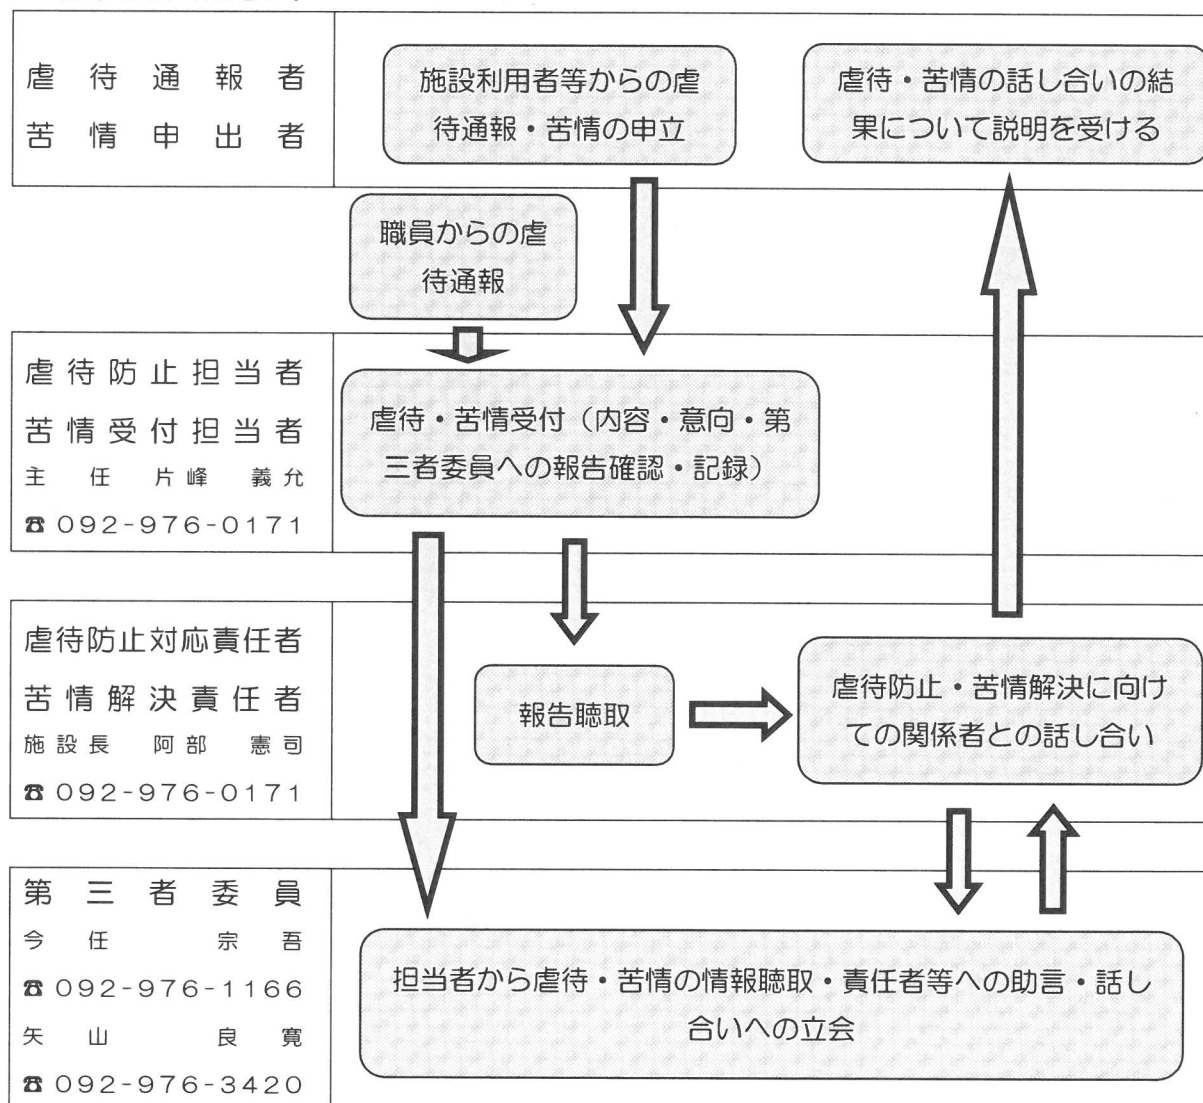 虐待通報者
苦情申出者
施設利用者等からの虐
待通報・苦情の申立
虐待・苦情の話し合いの結
果について説明を受ける
職員からの虐
待通報
虐待防止担当者
苦情受付担当者
主任 片峰 義允
☎092-976-0171
虐待・苦情受付（内容・意向・第
三者委員への報告確認・記録）
虐待防止対応責任者
苦情解決責任者
施設長 阿部 憲司
☎092-976-0171
報告聴取
虐待防止・苦情解決に向け
ての関係者との話し合い
第三者委員
今任 宗吾
☎092-976-1166
矢山 良寛
☎092-976-3420
担当者から虐待・苦情の情報聴取・責任者等への助言・話し
合いへの立会